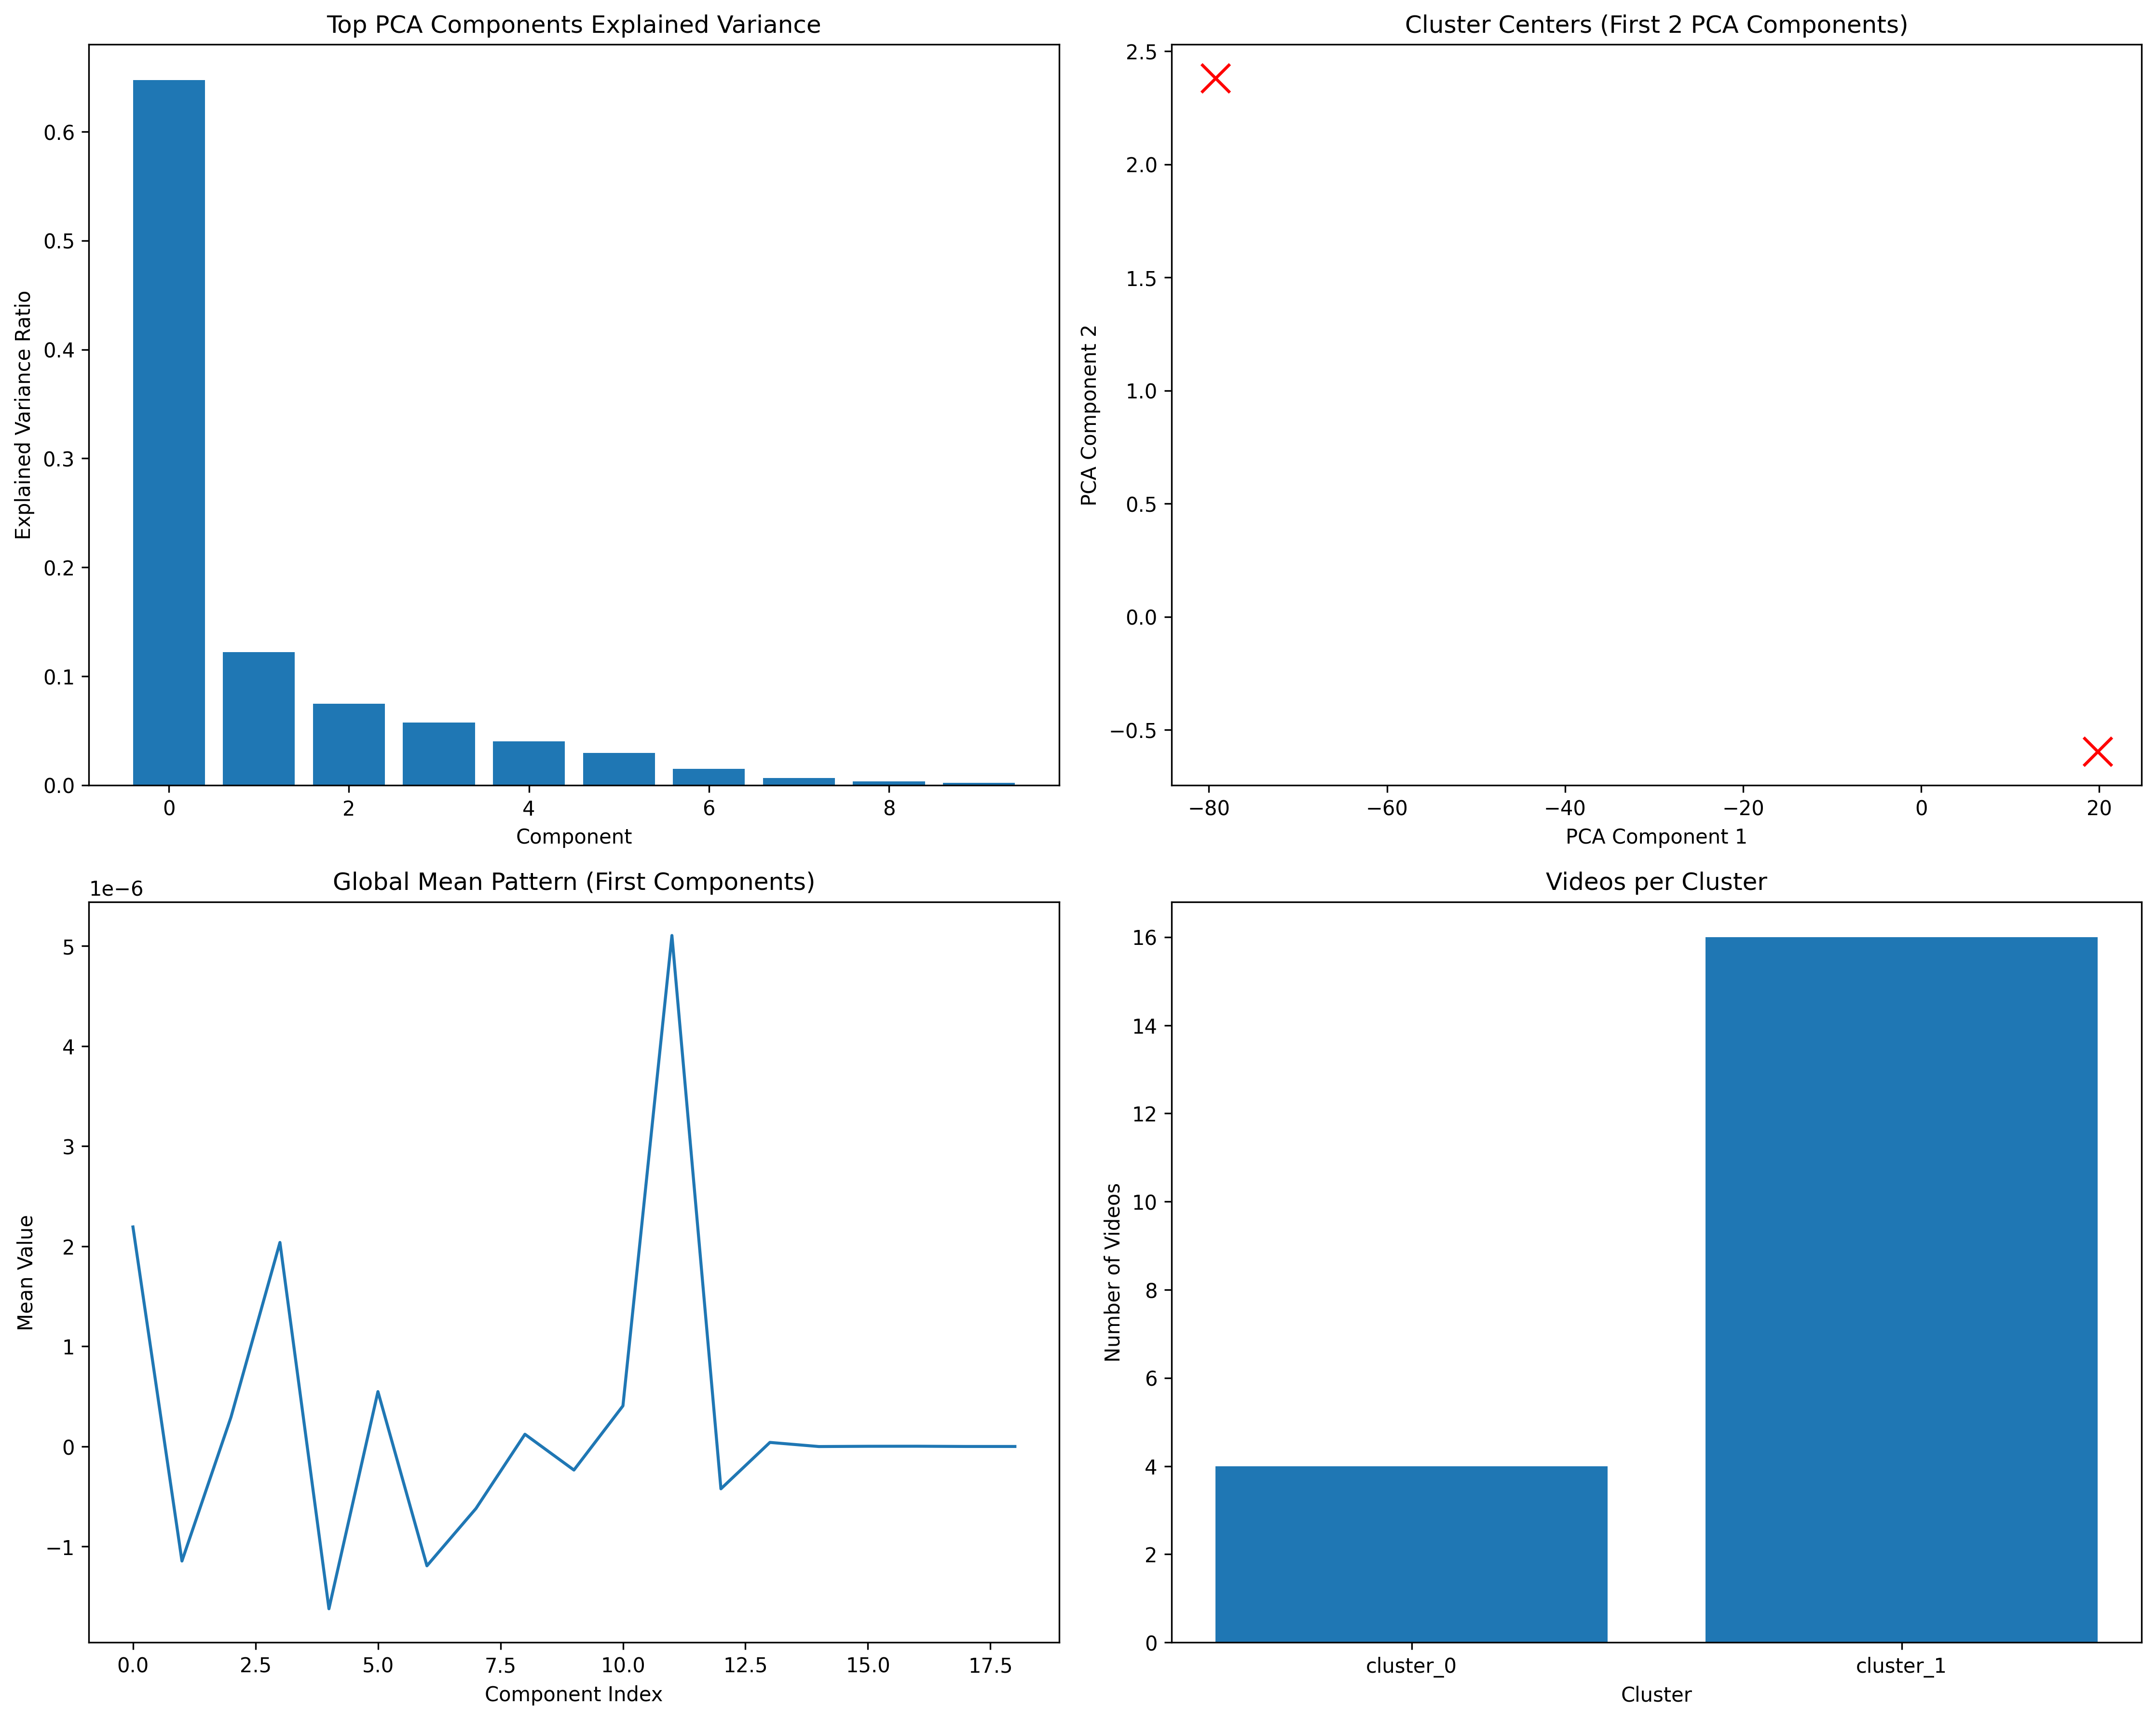 Top PCA Components Explained Variance
Explained Variance Ratio
0.6
0.5
0.4
0.3
0.2
0.1
0.0
0 2 4 6 8
Component
Cluster Centers (First 2 PCA Components)
PCA Component 2
2.5
2.0
1.5
1.0
0.5
0.0
−0.5
−80 −60 −40 −20 0 20
PCA Component 1
Global Mean Pattern (First Components)
1e−6
Mean Value
5
4
3
2
1
0
−1
0.0 2.5 5.0 7.5 10.0 12.5 15.0 17.5
Component Index
Videos per Cluster
Number of Videos
16
14
12
10
8
6
4
2
0
cluster_0 cluster_1
Cluster